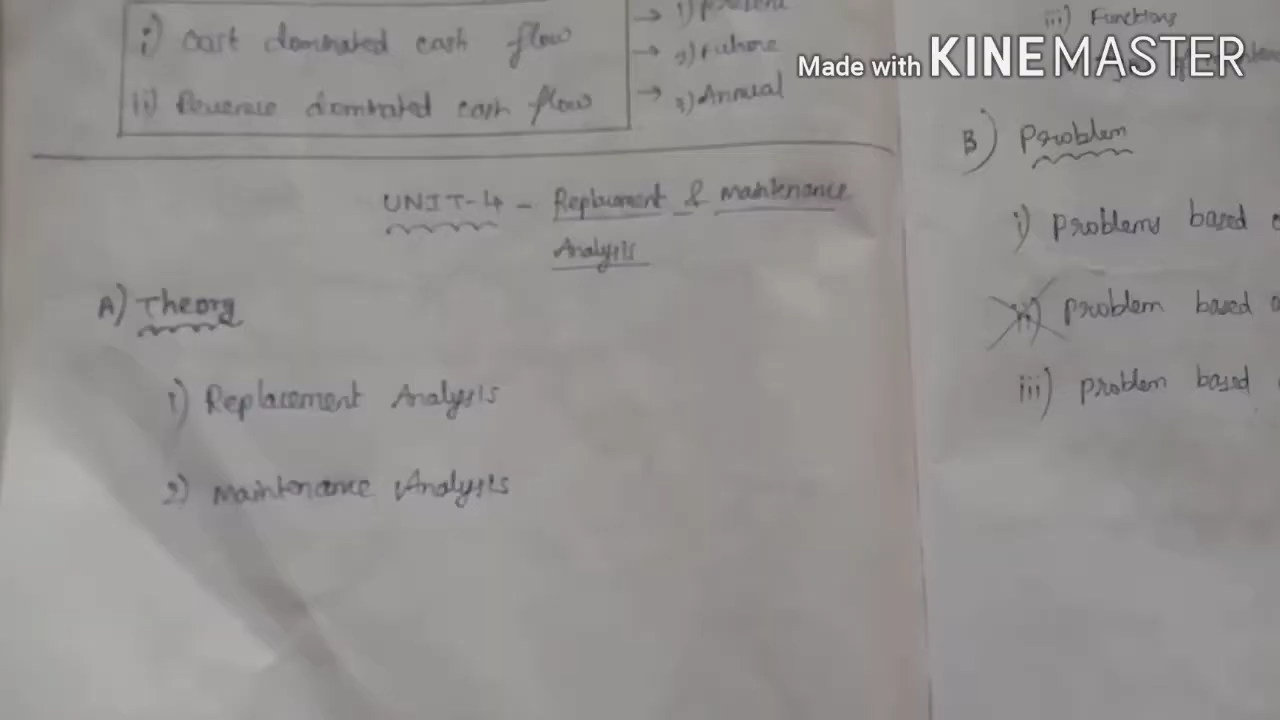 i) Cost dominated cash flow
ii) Revenue dominated cash flow
→ 1) Present
→ 2) Future
→ 3) Annual
UNIT-4 - Replacement & maintenance
Analysis
A) Theory
1) Replacement Analysis
2) Maintenance Analysis
iii) Functions
Made with KINEMASTER
B) Problem
i) Problems based
ii) Problem based
iii) Problem based